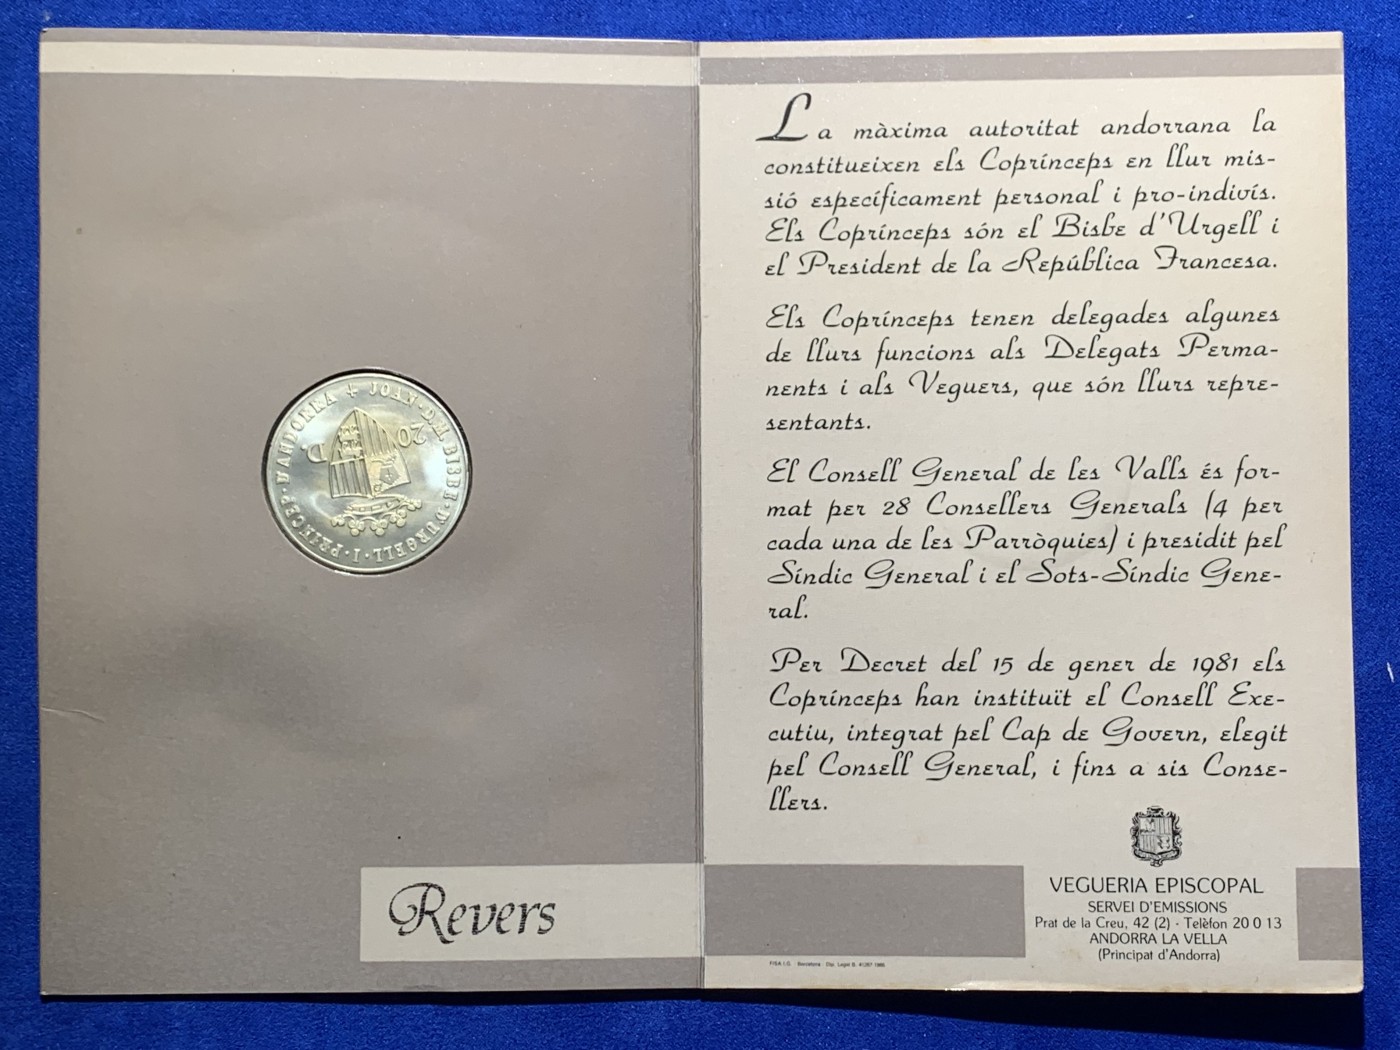 JOAN · D.M. BISBE · D'URGELL · I · PRINCEP · D'ANDORRA
20 D.
Revers
La màxima autoritat andorrana la
constitueixen els Coprínceps en llur mis-
sió específicament personal i pro-indivís.
Els Coprínceps són el Bisbe d'Urgell i
el President de la República Francesa.
Els Coprínceps tenen delegades algunes
de llurs funcions als Delegats Perma-
nents i als Veguers, que són llurs repre-
sentants.
El Consell General de les Valls és for-
mat per 28 Consellers Generals (4 per
cada una de les Parròquies) i presidit pel
Síndic General i el Sots-Síndic Gene-
ral.
Per Decret del 15 de gener de 1981 els
Coprínceps han instituït el Consell Exe-
cutiu, integrat pel Cap de Govern, elegit
pel Consell General, i fins a sis Conse-
llers.
VEGUERIA EPISCOPAL
SERVEI D'EMISSIONS
Prat de la Creu, 42 (2) - Telèfon 20 0 13
ANDORRA LA VELLA
(Principat d'Andorra)
FISA I.G. - Barcelona - Dip. Legal B.